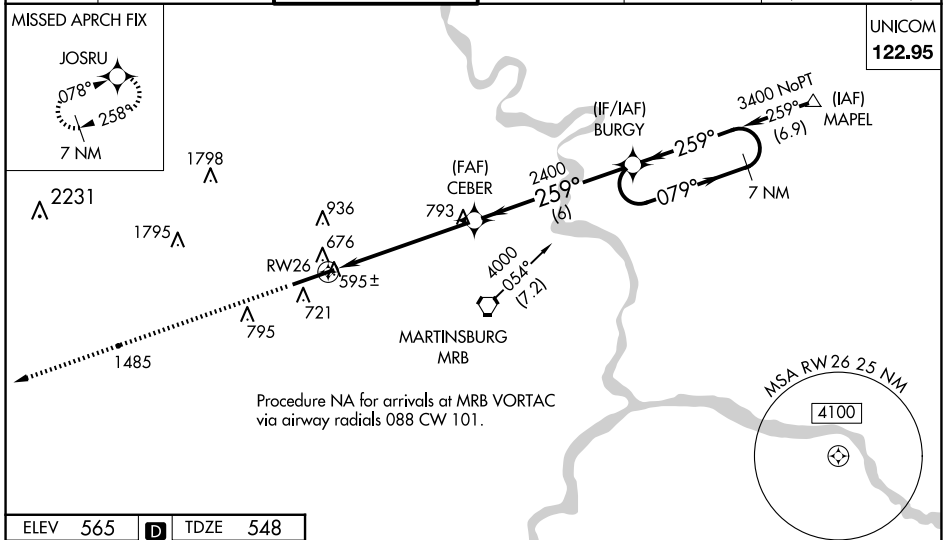 MISSED APRCH FIX
JOSRU
078°
258°
7 NM
UNICOM
122.95
(IF/IAF)
BURGY
3400 NoPT
259°
(6.9)
(IAF)
MAPEL
259°
079°
7 NM
(FAF)
CEBER
2400
259°
(6)
1798
2231
1795
936
793
676
RW26
595±
721
795
1485
4000
054°
(7.2)
MARTINSBURG
MRB
Procedure NA for arrivals at MRB VORTAC
via airway radials 088 CW 101.
MSA RW 26 25 NM
4100
ELEV 565 D TDZE 548